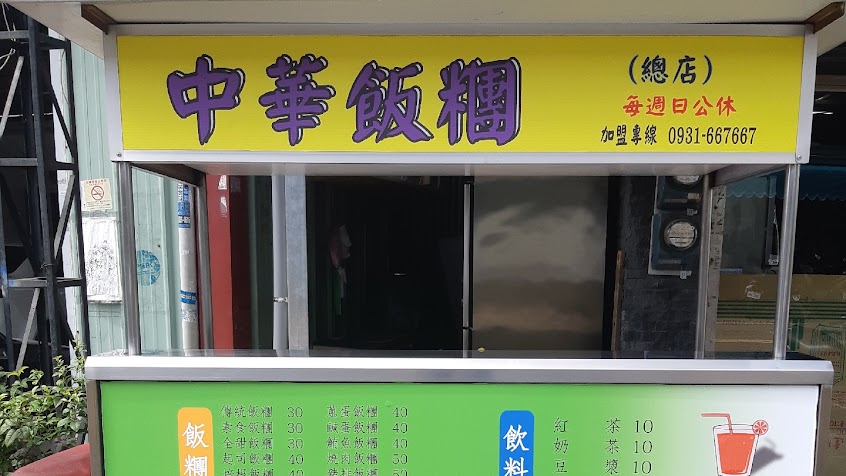 中華飯糰
(總店)
每週日公休
加盟專線 0931-667667
飯糰
傳統飯糰 30
素食飯糰 30
全甜飯糰 30
起司飯糰 40
蔥蛋飯糰 40
鹹蛋飯糰 40
鮪魚飯糰 40
燒肉飯糰 50
飲料
紅茶 10
奶茶 10
豆漿 10